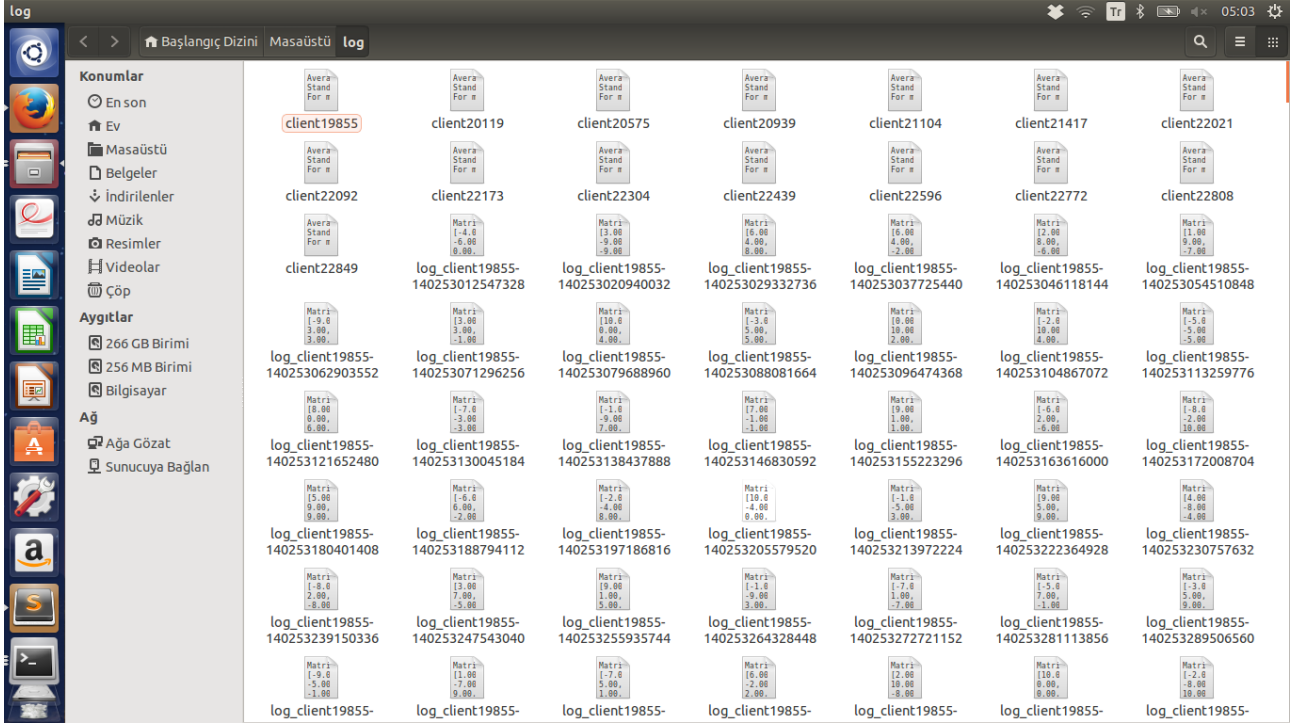 log
Tr
05:03
Başlangıç Dizini Masaüstü log
Konumlar
En son
Ev
Masaüstü
Belgeler
İndirilenler
Müzik
Resimler
Videolar
Çöp
Aygıtlar
266 GB Birimi
256 MB Birimi
Bilgisayar
Ağ
Ağa Gözat
Sunucuya Bağlan
client19855 client20119 client20575 client20939 client21104 client21417 client22021
client22092 client22173 client22304 client22439 client22596 client22772 client22808
client22849 log_client19855- log_client19855- log_client19855- log_client19855- log_client19855- log_client19855-
140253012547328 140253020940032 140253029332736 140253037725440 140253046118144 140253054510848
log_client19855- log_client19855- log_client19855- log_client19855- log_client19855- log_client19855- log_client19855-
140253062903552 140253071296256 140253079688960 140253088081664 140253096474368 140253104867072 140253113259776
log_client19855- log_client19855- log_client19855- log_client19855- log_client19855- log_client19855- log_client19855-
140253121652480 140253130045184 140253138437888 140253146830592 140253155223296 140253163616000 140253172008704
log_client19855- log_client19855- log_client19855- log_client19855- log_client19855- log_client19855- log_client19855-
140253180401408 140253188794112 140253197186816 140253205579520 140253213972224 140253222364928 140253230757632
log_client19855- log_client19855- log_client19855- log_client19855- log_client19855- log_client19855- log_client19855-
140253239150336 140253247543040 140253255935744 140253264328448 140253272721152 140253281113856 140253289506560
log_client19855- log_client19855- log_client19855- log_client19855- log_client19855- log_client19855- log_client19855-